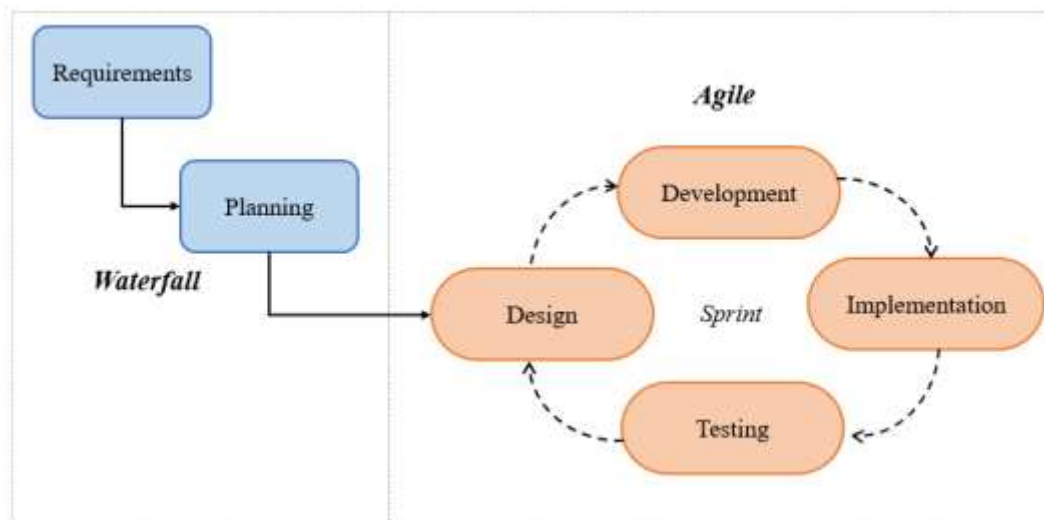 Requirements
Planning
Waterfall
Agile
Development
Design
Sprint
Implementation
Testing